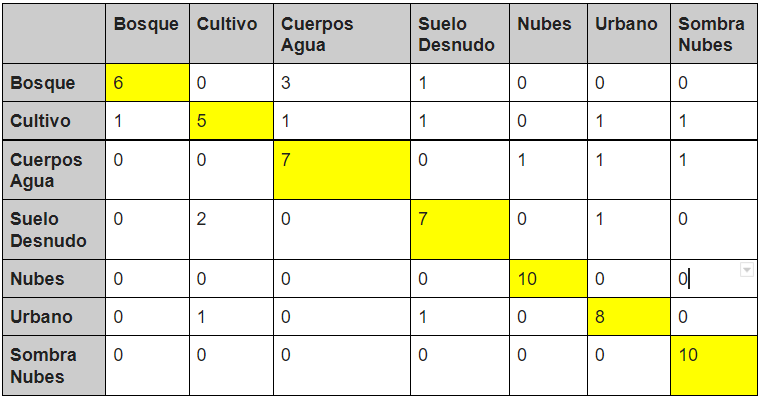 Bosque Cultivo Cuerpos Agua Suelo Desnudo Nubes Urbano Sombra Nubes
Bosque 6 0 3 1 0 0 0
Cultivo 1 5 1 1 0 1 1
Cuerpos Agua 0 0 7 0 1 1 1
Suelo Desnudo 0 2 0 7 0 1 0
Nubes 0 0 0 0 10 0 0
Urbano 0 1 0 1 0 8 0
Sombra Nubes 0 0 0 0 0 0 10